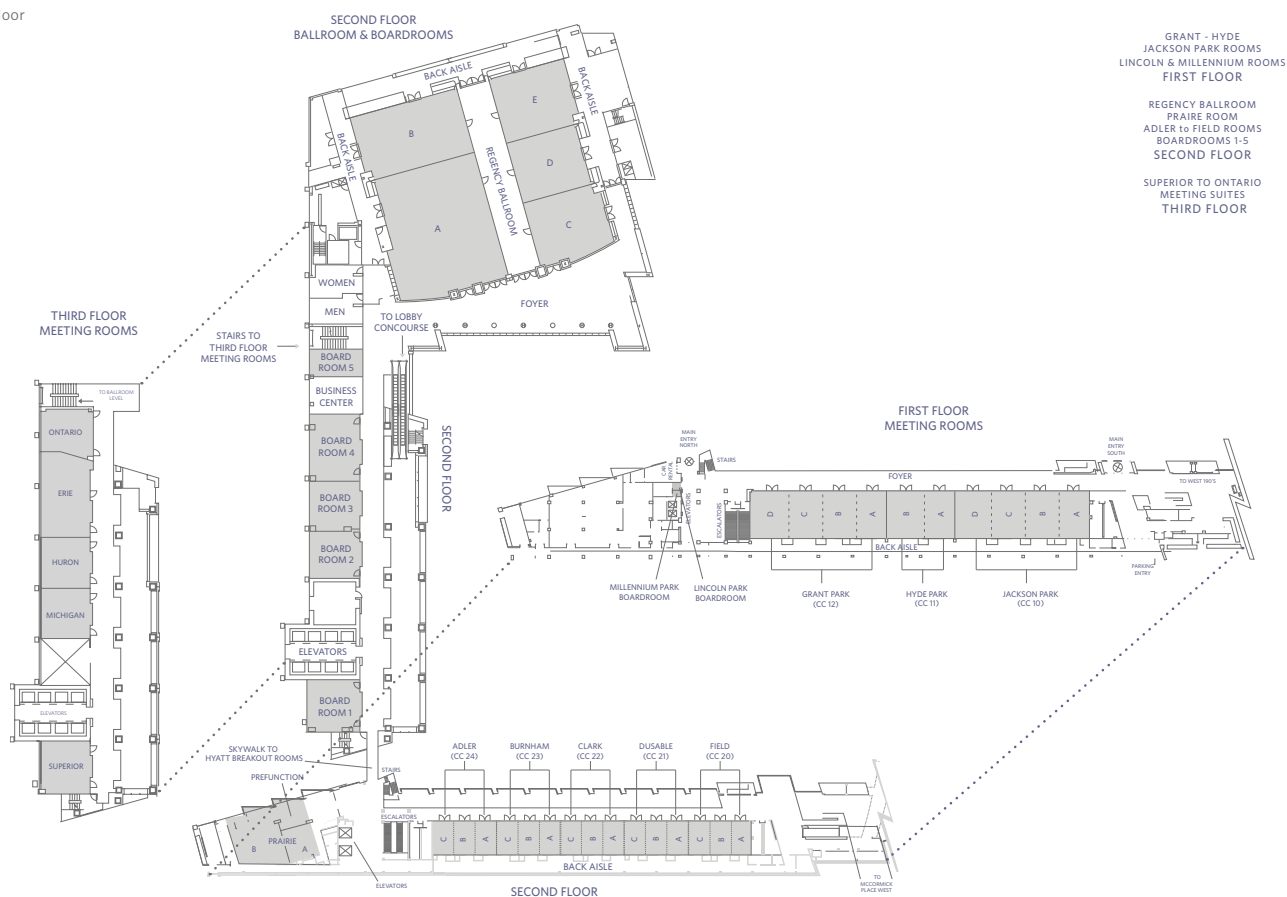 oor
SECOND FLOOR
BALLROOM & BOARDROOMS
GRANT - HYDE
JACKSON PARK ROOMS
LINCOLN & MILLENNIUM ROOMS
FIRST FLOOR
REGENCY BALLROOM
PRAIRE ROOM
ADLER to FIELD ROOMS
BOARDROOMS 1-5
SECOND FLOOR
SUPERIOR TO ONTARIO
MEETING SUITES
THIRD FLOOR
BACK AISLE
BACK AISLE
BACK AISLE
E
B
D
REGENCY BALLROOM
A
C
WOMEN
MEN
FOYER
TO LOBBY
CONCOURSE
STAIRS TO
THIRD FLOOR
MEETING ROOMS
BOARD
ROOM 5
BUSINESS
CENTER
BOARD
ROOM 4
BOARD
ROOM 3
BOARD
ROOM 2
ELEVATORS
BOARD
ROOM 1
SECOND FLOOR
THIRD FLOOR
MEETING ROOMS
TO BALLROOM
LEVEL
ONTARIO
ERIE
HURON
MICHIGAN
ELEVATORS
SUPERIOR
FIRST FLOOR
MEETING ROOMS
MAIN
ENTRY
NORTH
STAIRS
CAR
RENTAL
ELEVATORS
ESCALATORS
FOYER
MAIN
ENTRY
SOUTH
TO WEST 190'S
D
C
B
A
B
A
D
C
B
A
BACK AISLE
PARKING
ENTRY
MILLENNIUM PARK
BOARDROOM
LINCOLN PARK
BOARDROOM
GRANT PARK
(CC 12)
HYDE PARK
(CC 11)
JACKSON PARK
(CC 10)
SKYWALK TO
HYATT BREAKOUT ROOMS
PREFUNCTION
STAIRS
ADLER
(CC 24)
BURNHAM
(CC 23)
CLARK
(CC 22)
DUSABLE
(CC 21)
FIELD
(CC 20)
ESCALATORS
PRAIRIE
B
A
C
B
A
C
B
A
C
B
A
C
B
A
C
B
A
BACK AISLE
ELEVATORS
SECOND FLOOR
TO
MCCORMICK
PLACE WEST